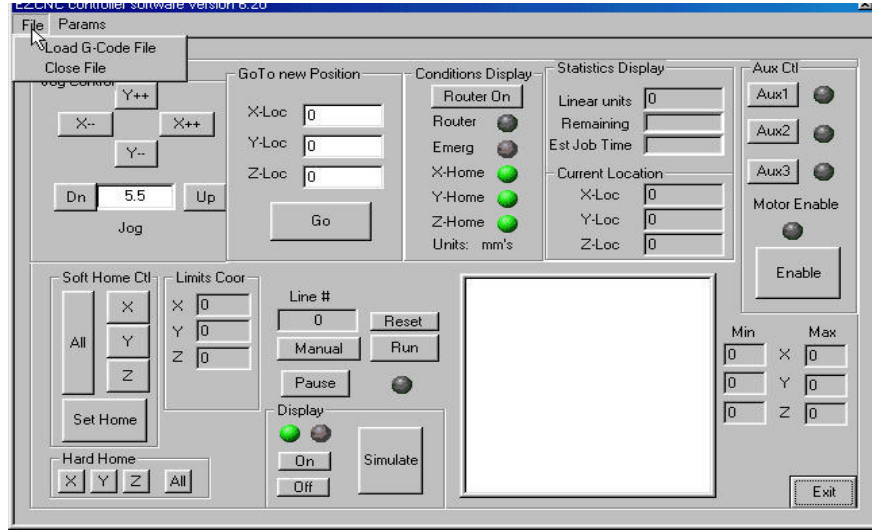 EZCNC controller software version 6.20
File Params
Load G-Code File
Close File
Jog Control
Y++
X-- X++
Y--
Dn 5.5 Up
Jog
GoTo new Position
X-Loc 0
Y-Loc 0
Z-Loc 0
Go
Conditions Display
Router On
Router
Emerg
X-Home
Y-Home
Z-Home
Units: mm's
Statistics Display
Linear units 0
Remaining
Est Job Time
Current Location
X-Loc 0
Y-Loc 0
Z-Loc 0
Aux Ctl
Aux1
Aux2
Aux3
Motor Enable
Enable
Soft Home Ctl
All
X
Y
Z
Set Home
Limits Coor
X 0
Y 0
Z 0
Line #
0 Reset
Manual Run
Pause
Display
On
Off
Simulate
Hard Home
X Y Z All
Min Max
0 X 0
0 Y 0
0 Z 0
Exit